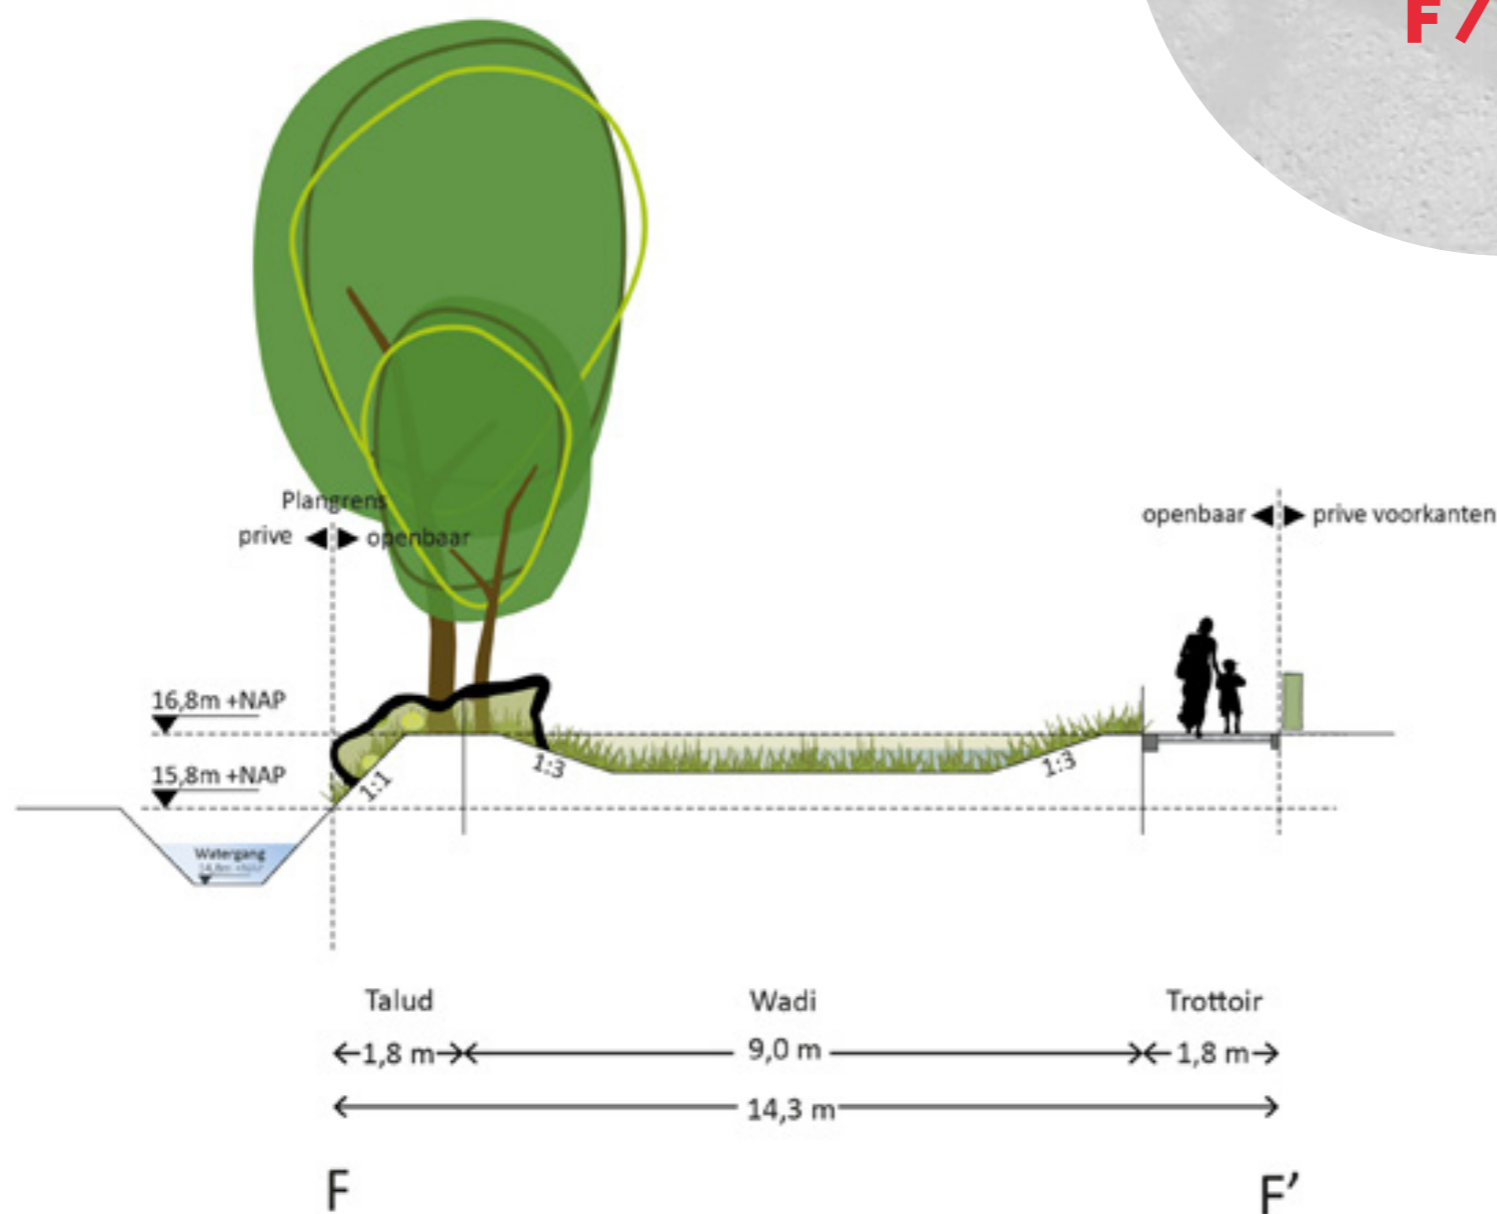 F /
Plangrens
prive openbaar
openbaar prive voorkanten
16,8m +NAP
15,8m +NAP
1:1
1:3
1:3
Watergang
Talud
Wadi
Trottoir
1,8 m
9,0 m
1,8 m
14,3 m
F
F’